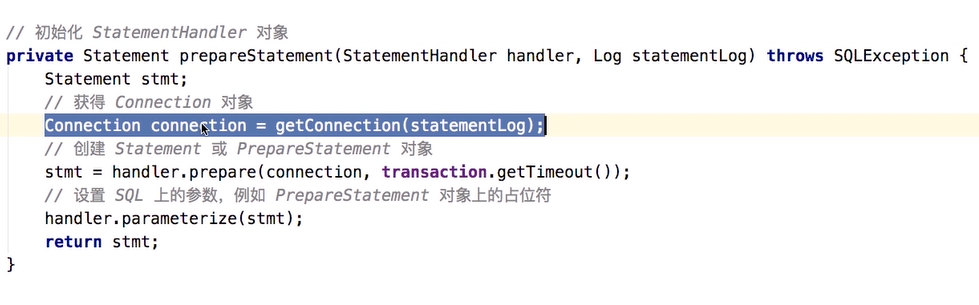 // 初始化 StatementHandler 对象
private Statement prepareStatement(StatementHandler handler, Log statementLog) throws SQLException {
    Statement stmt;
    // 获得 Connection 对象
    Connection connection = getConnection(statementLog);
    // 创建 Statement 或 PrepareStatement 对象
    stmt = handler.prepare(connection, transaction.getTimeout());
    // 设置 SQL 上的参数，例如 PrepareStatement 对象上的占位符
    handler.parameterize(stmt);
    return stmt;
}